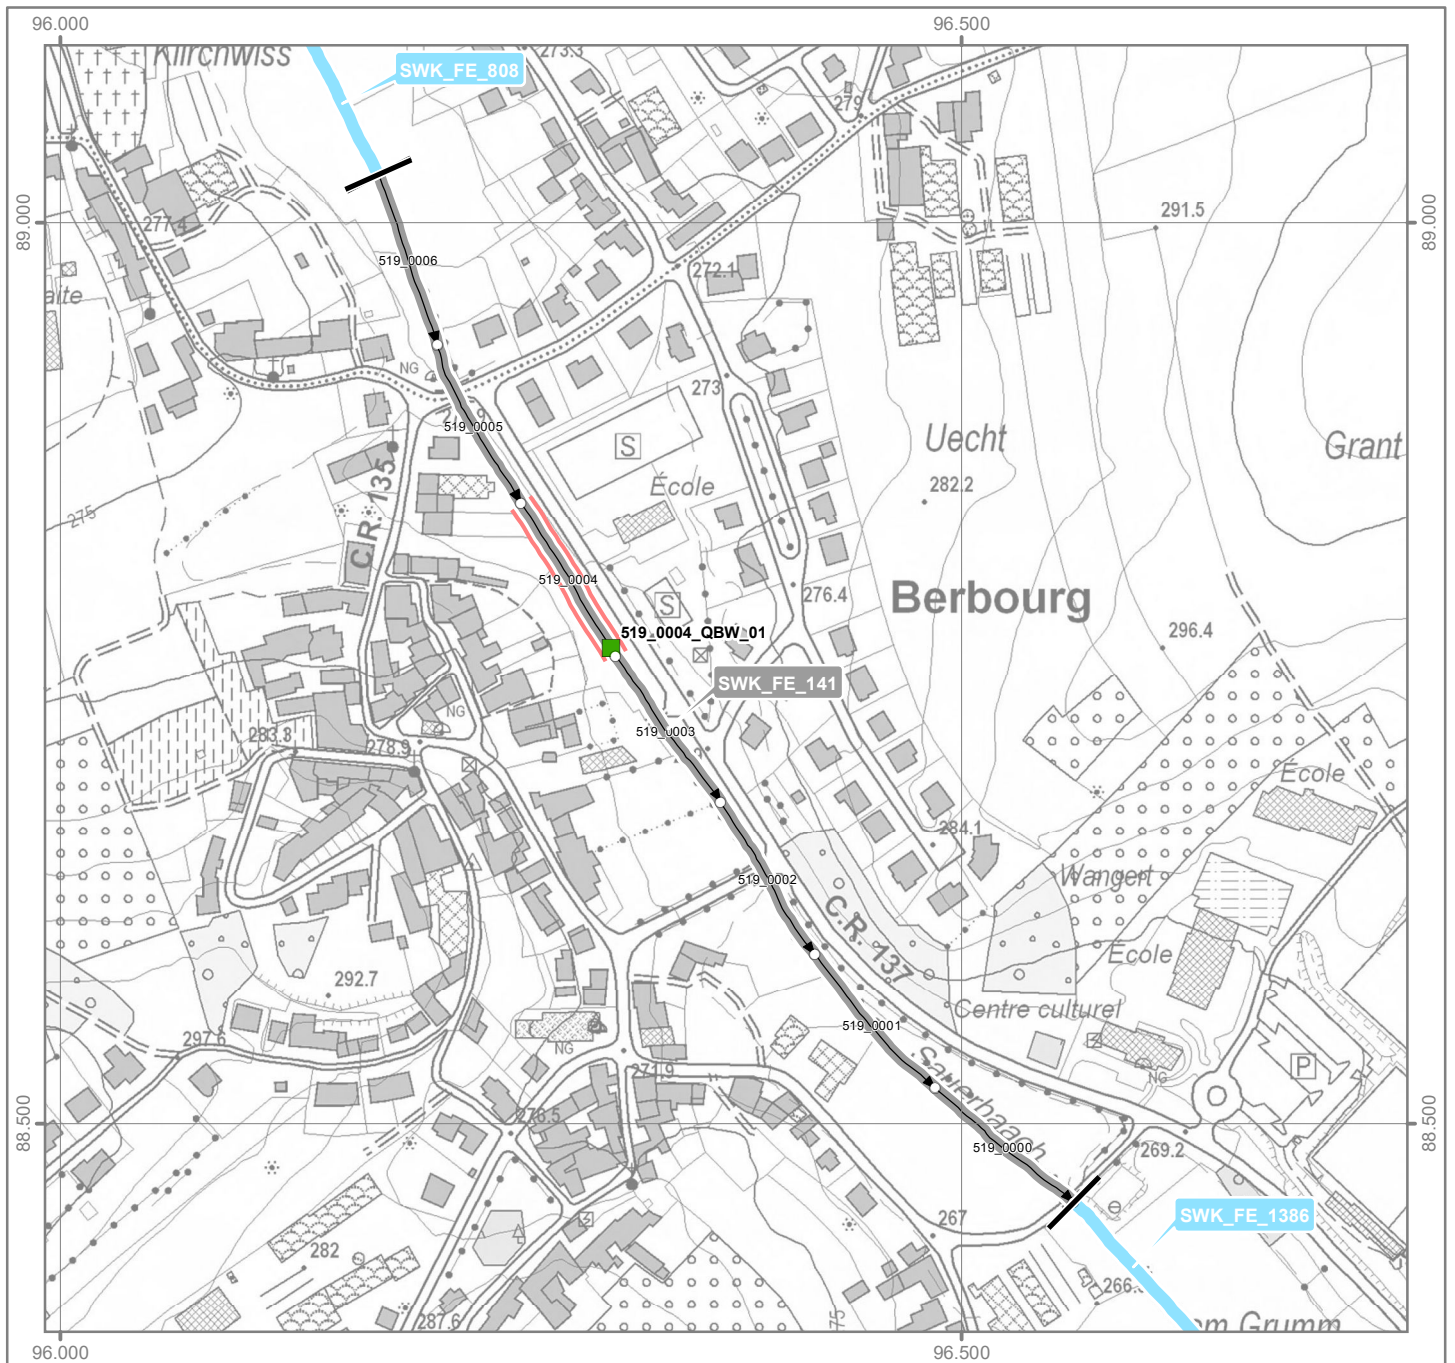 96.000
96.500
Kiirchwiss
SWK_FE_808
273.3
279
89.000
89.000
277.4
291.5
519_0006
272.1
aite
NG
273
519_0005
Uecht
Grant
S
École
282.2
275
C.R. 135
519_0004
S
276.4
Berbourg
519_0004_QBW_01
296.4
SWK_FE_141
NG
519_0003
283.3
278.9
École
284.1
519_0002
Wangert
C.R. 137
École
292.7
Centre culturel
519_0001
297.6
NG
271.9
NG
P
Sauerbaach
276.5
88.500
88.500
519_0000
269.2
267
SWK_FE_1386
282
266.
287.6
75
em Grumm
96.000
96.500